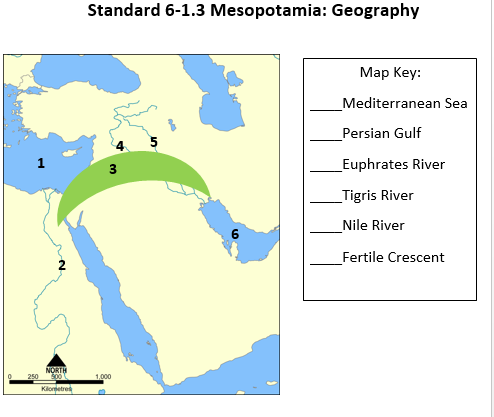 Standard 6-1.3 Mesopotamia: Geography
1
2
3
4
5
6
NORTH
0 250 500 1,000
Kilometres
Map Key:
____Mediterranean Sea
____Persian Gulf
____Euphrates River
____Tigris River
____Nile River
____Fertile Crescent